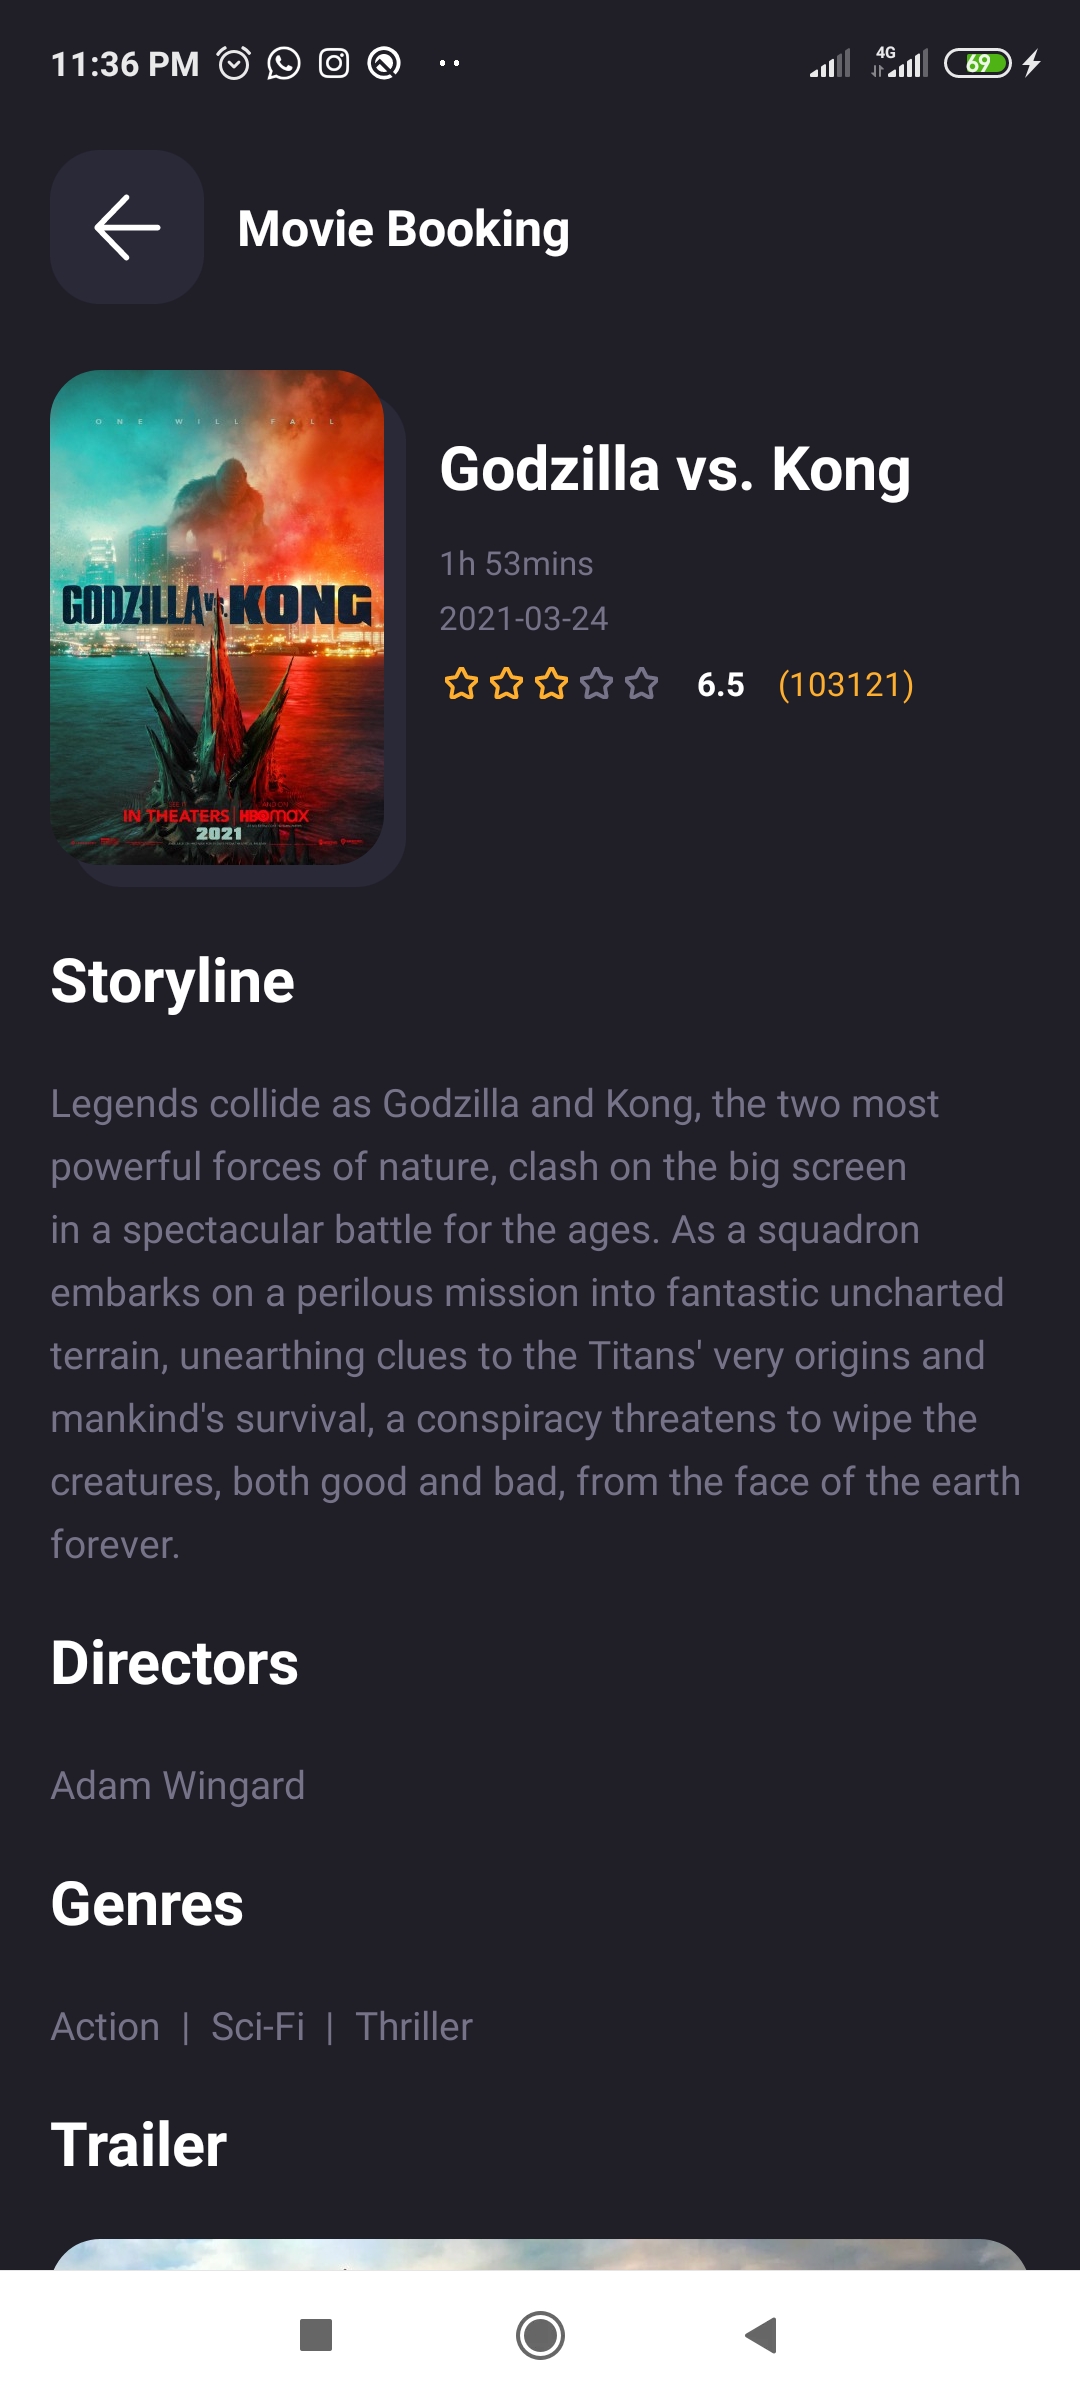 11:36 PM
4G
69
Movie Booking
ONE WILL FALL
GODZILLA vs. KONG
IN THEATERS | HBOMAX
2021
Godzilla vs. Kong
1h 53mins
2021-03-24
6.5 (103121)
Storyline
Legends collide as Godzilla and Kong, the two most
powerful forces of nature, clash on the big screen
in a spectacular battle for the ages. As a squadron
embarks on a perilous mission into fantastic uncharted
terrain, unearthing clues to the Titans' very origins and
mankind's survival, a conspiracy threatens to wipe the
creatures, both good and bad, from the face of the earth
forever.
Directors
Adam Wingard
Genres
Action | Sci-Fi | Thriller
Trailer